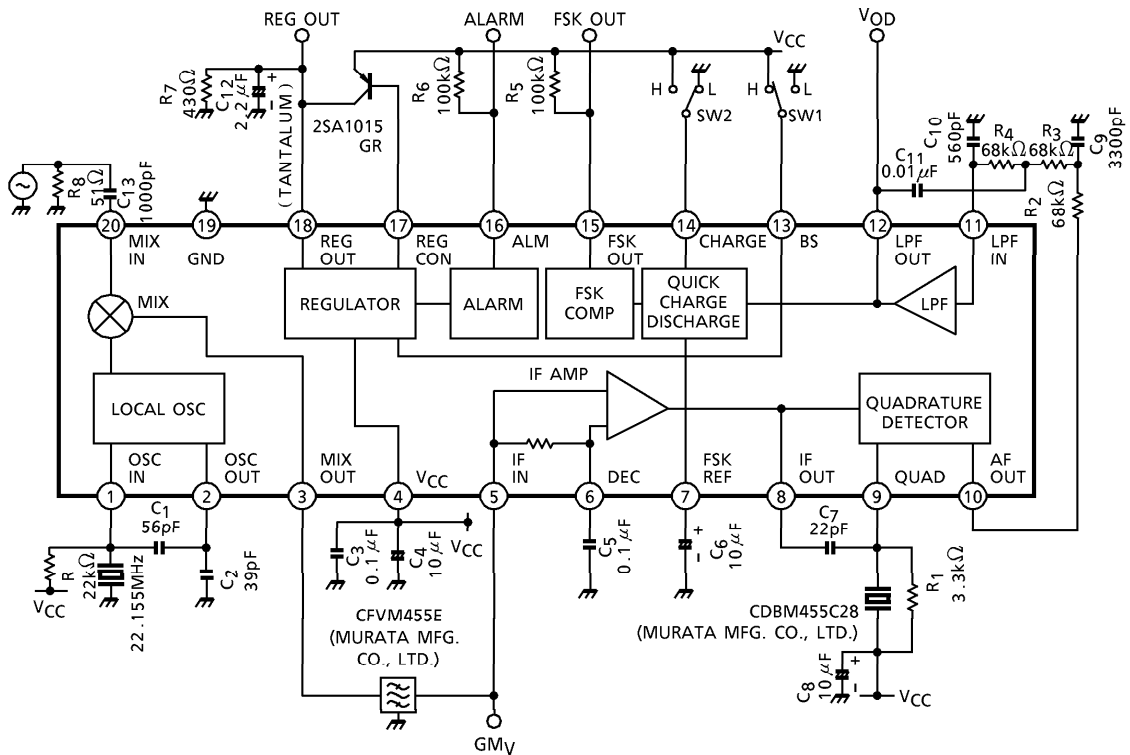 REG OUT
ALARM
FSK OUT
VOD
VCC
R7
430Ω
C12
2.2μF
+
-
(TANTALUM)
2SA1015
GR
R6
100kΩ
R5
100kΩ
H
L
SW2
H
L
SW1
C10
560pF
R4
68kΩ
R3
68kΩ
C9
3300pF
C11
0.01μF
R2
68kΩ
R8
51Ω
C13
1000pF
20
19
18
17
16
15
14
13
12
11
MIX
IN
GND
REG
OUT
REG
CON
ALM
FSK
OUT
CHARGE
BS
LPF
OUT
LPF
IN
MIX
REGULATOR
ALARM
FSK
COMP
QUICK
CHARGE
DISCHARGE
LPF
IF AMP
LOCAL OSC
QUADRATURE
DETECTOR
OSC
IN
OSC
OUT
MIX
OUT
VCC
IF
IN
DEC
FSK
REF
IF
OUT
QUAD
AF
OUT
1
2
3
4
5
6
7
8
9
10
C1
56pF
R
22kΩ
VCC
22.155MHz
C2
39pF
C3
0.1μF
C4
10μF
VCC
C5
0.1μF
+
-
C6
10μF
C7
22pF
R1
3.3kΩ
CFVM455E
(MURATA MFG.
CO., LTD.)
CDBM455C28
(MURATA MFG. CO., LTD.)
C8
10μF
+
-
VCC
GMV